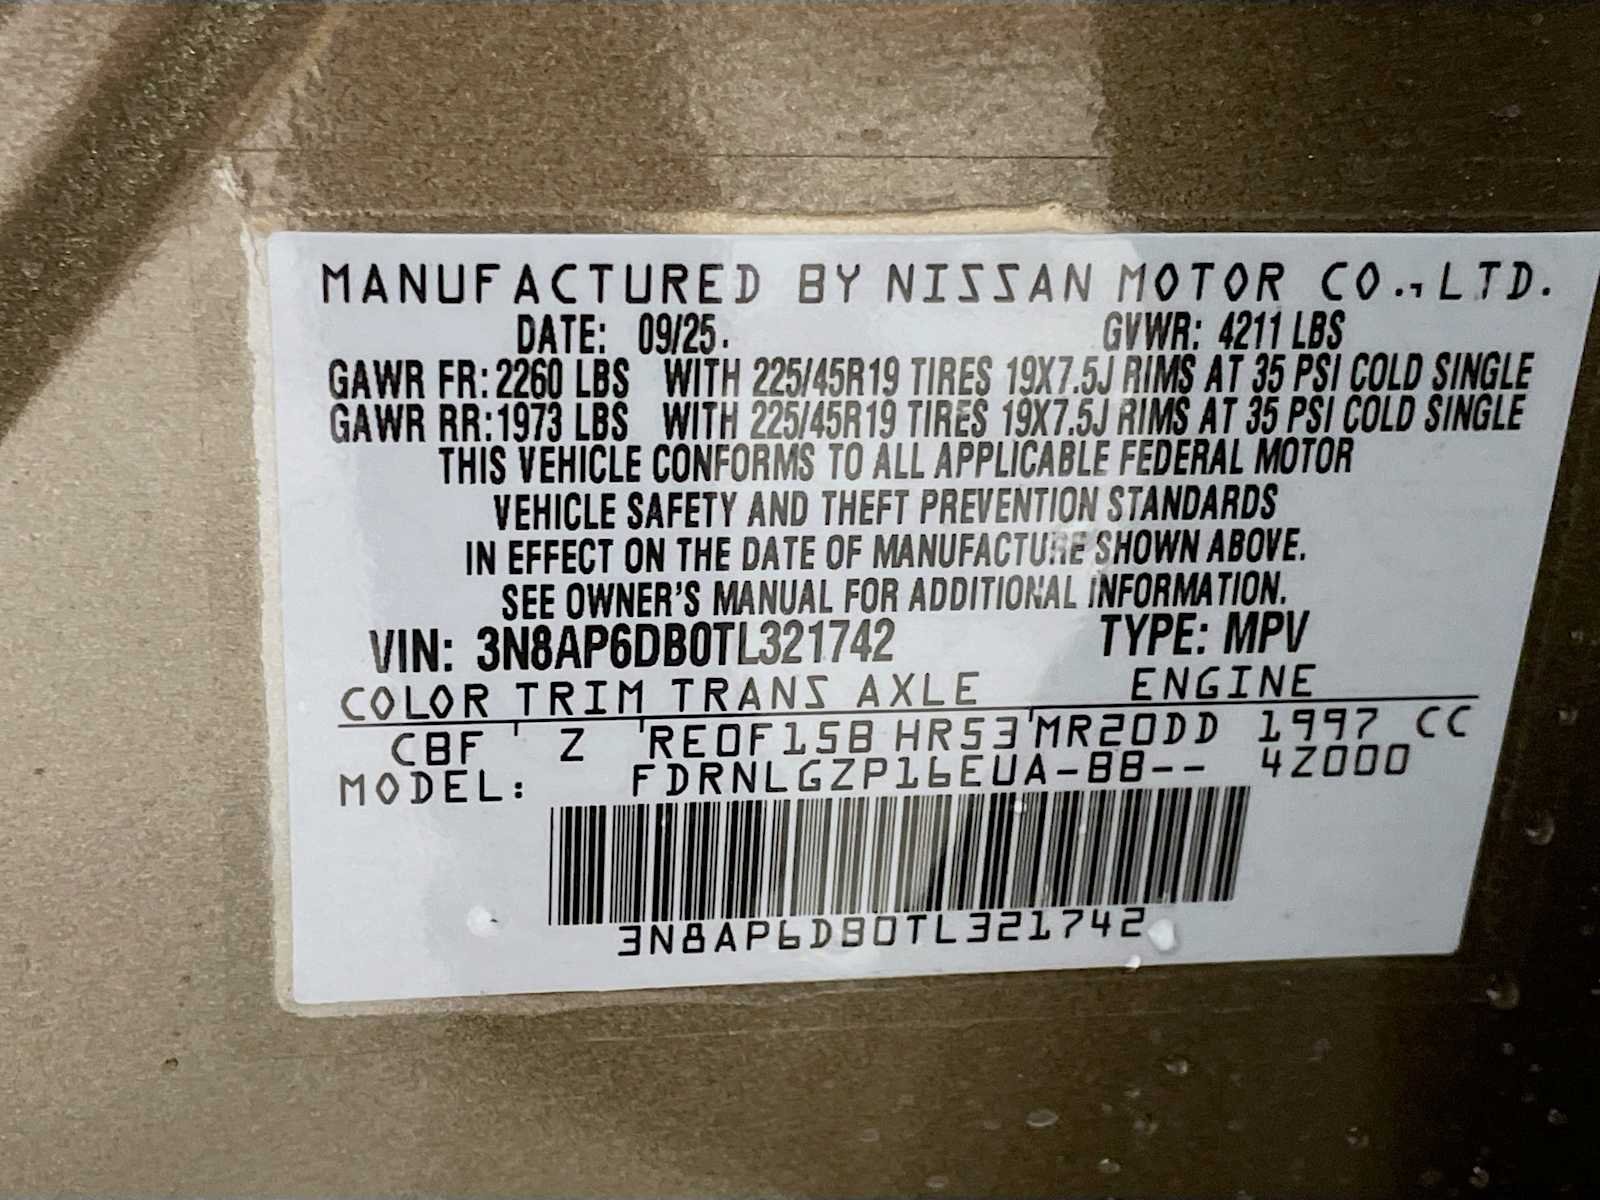 MANUFACTURED BY NISSAN MOTOR CO., LTD.
DATE: 09/25. GVWR: 4211 LBS
GAWR FR: 2260 LBS WITH 225/45R19 TIRES 19X7.5J RIMS AT 35 PSI COLD SINGLE
GAWR RR: 1973 LBS WITH 225/45R19 TIRES 19X7.5J RIMS AT 35 PSI COLD SINGLE
THIS VEHICLE CONFORMS TO ALL APPLICABLE FEDERAL MOTOR
VEHICLE SAFETY AND THEFT PREVENTION STANDARDS
IN EFFECT ON THE DATE OF MANUFACTURE SHOWN ABOVE.
SEE OWNER'S MANUAL FOR ADDITIONAL INFORMATION.
VIN: 3N8AP6DB0TL321742 TYPE: MPV
COLOR TRIM TRANS AXLE ENGINE
CBF Z RE0F15B HR53 MR20DD 1997 CC
MODEL: FDRNLGZP16EUA-BB-- 4Z000
3N8AP6DB0TL321742